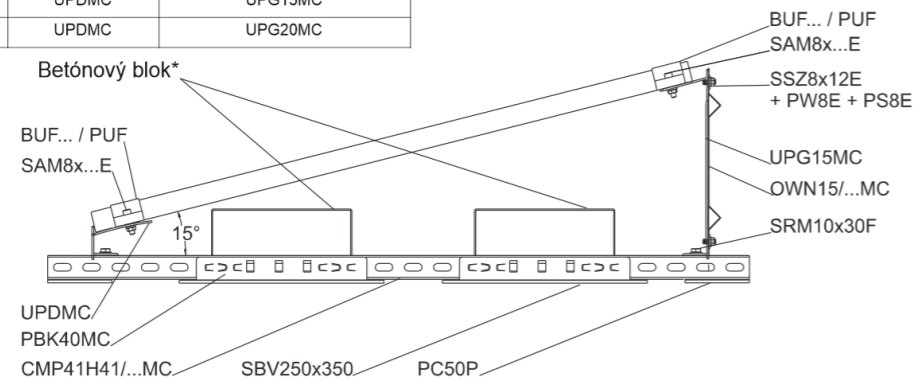 UPDMC UPG15MC
UPDMC UPG20MC
Betónový blok*
BUF... / PUF
SAM8x...E
SSZ8x12E
+ PW8E + PS8E
BUF... / PUF
SAM8x...E
UPG15MC
OWN15/...MC
SRM10x30F
15°
UPDMC
PBK40MC
CMP41H41/...MC
SBV250x350
PC50P